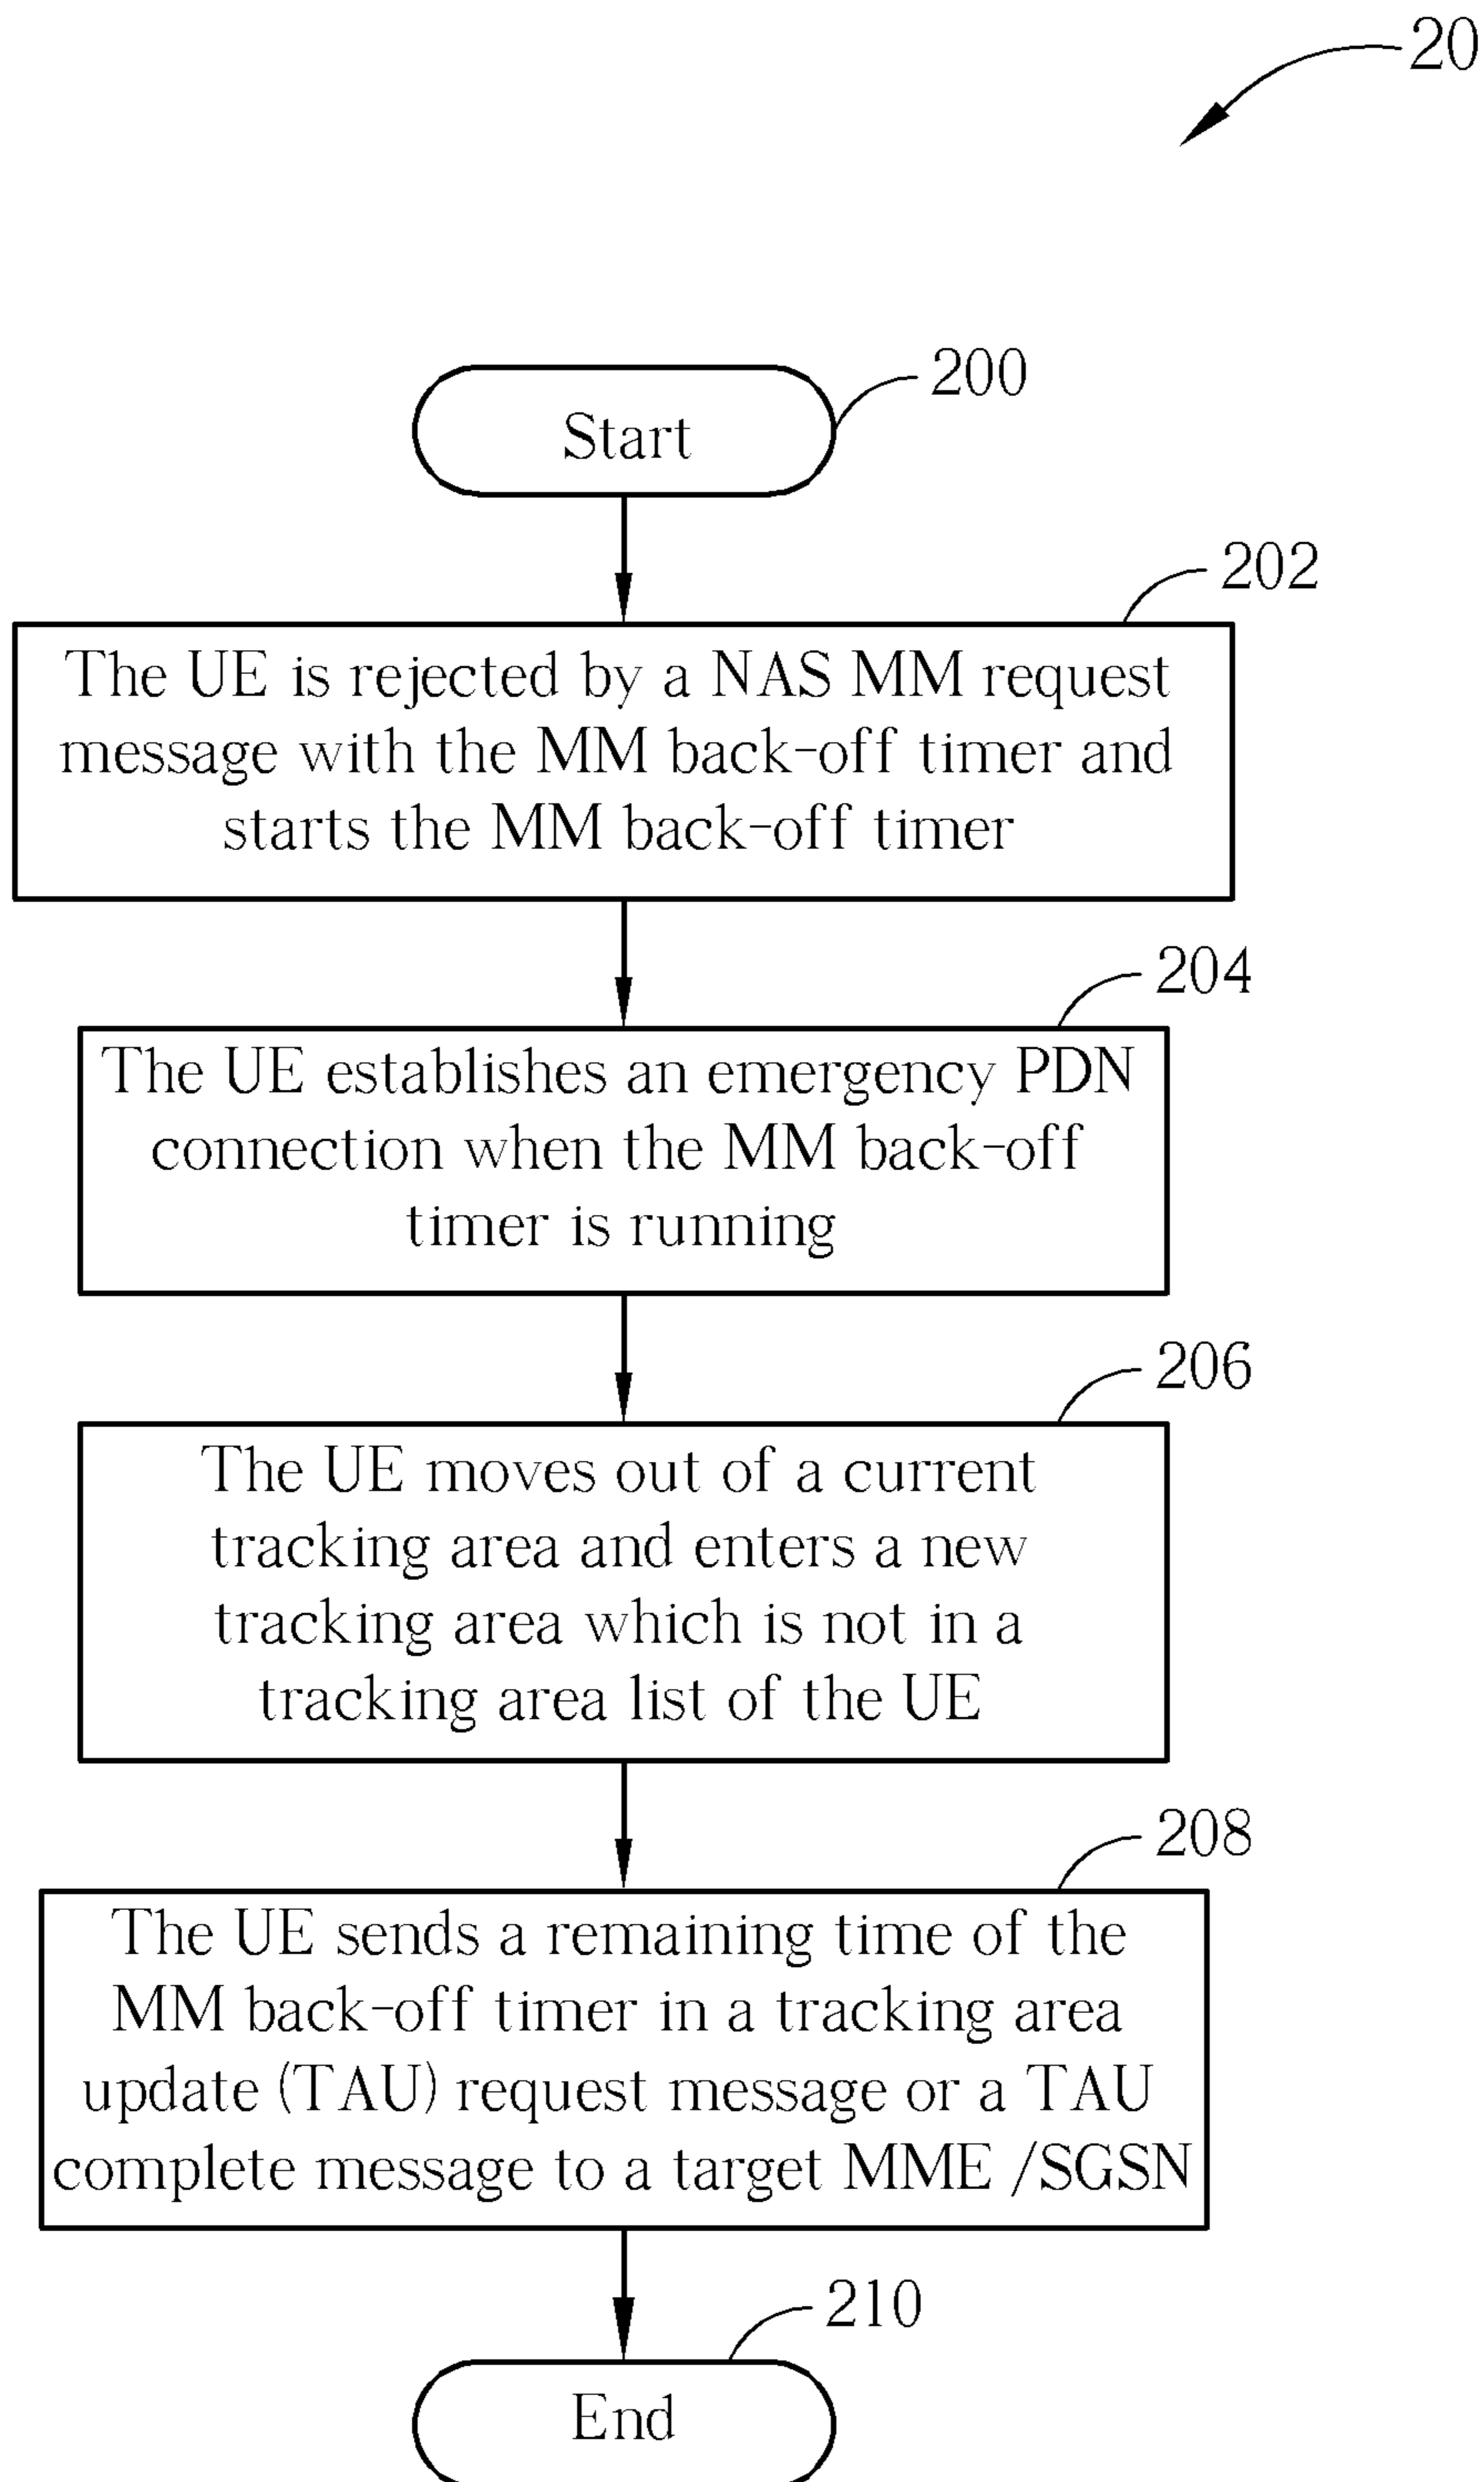 20
200
Start
202
The UE is rejected by a NAS MM request
message with the MM back-off timer and
starts the MM back-off timer
204
The UE establishes an emergency PDN
connection when the MM back-off
timer is running
206
The UE moves out of a current
tracking area and enters a new
tracking area which is not in a
tracking area list of the UE
208
The UE sends a remaining time of the
MM back-off timer in a tracking area
update (TAU) request message or a TAU
complete message to a target MME /SGSN
210
End